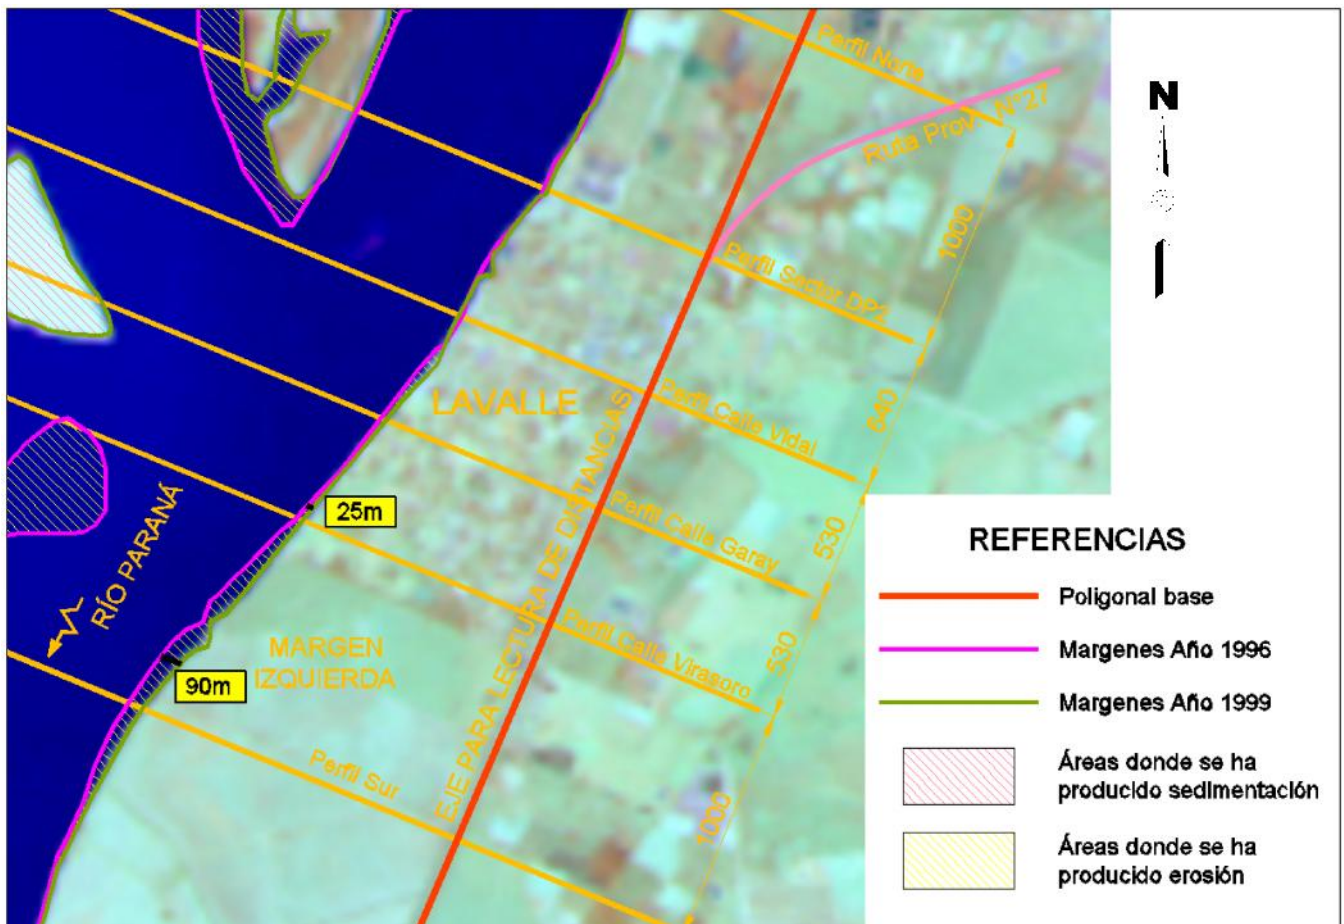 Perfil Norte
Ruta Prov. N°27
N
1000
Perfil Sector DP2
640
LAVALLE
Perfil Calle Vidal
EJE PARA LECTURA DE DISTANCIAS
530
Perfil Calle Garay
25m
RÍO PARANÁ
530
Perfil Calle Virasoro
MARGEN
IZQUIERDA
90m
Perfil Sur
1000
REFERENCIAS
Poligonal base
Margenes Año 1996
Margenes Año 1999
Áreas donde se ha
producido sedimentación
Áreas donde se ha
producido erosión